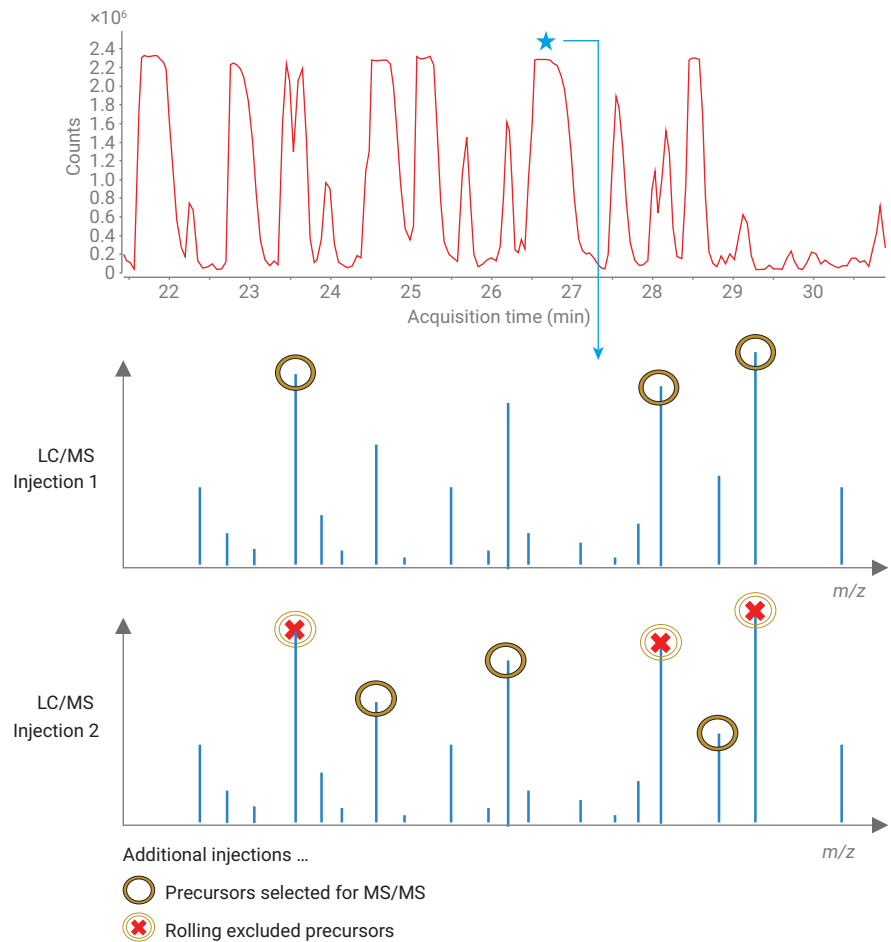 ×10⁶
2.4
2.2
2.0
1.8
1.6
1.4
1.2
1.0
0.8
0.6
0.4
0.2
0
Counts
22 23 24 25 26 27 28 29 30
Acquisition time (min)
LC/MS
Injection 1
m/z
LC/MS
Injection 2
m/z
Additional injections ...
Precursors selected for MS/MS
Rolling excluded precursors